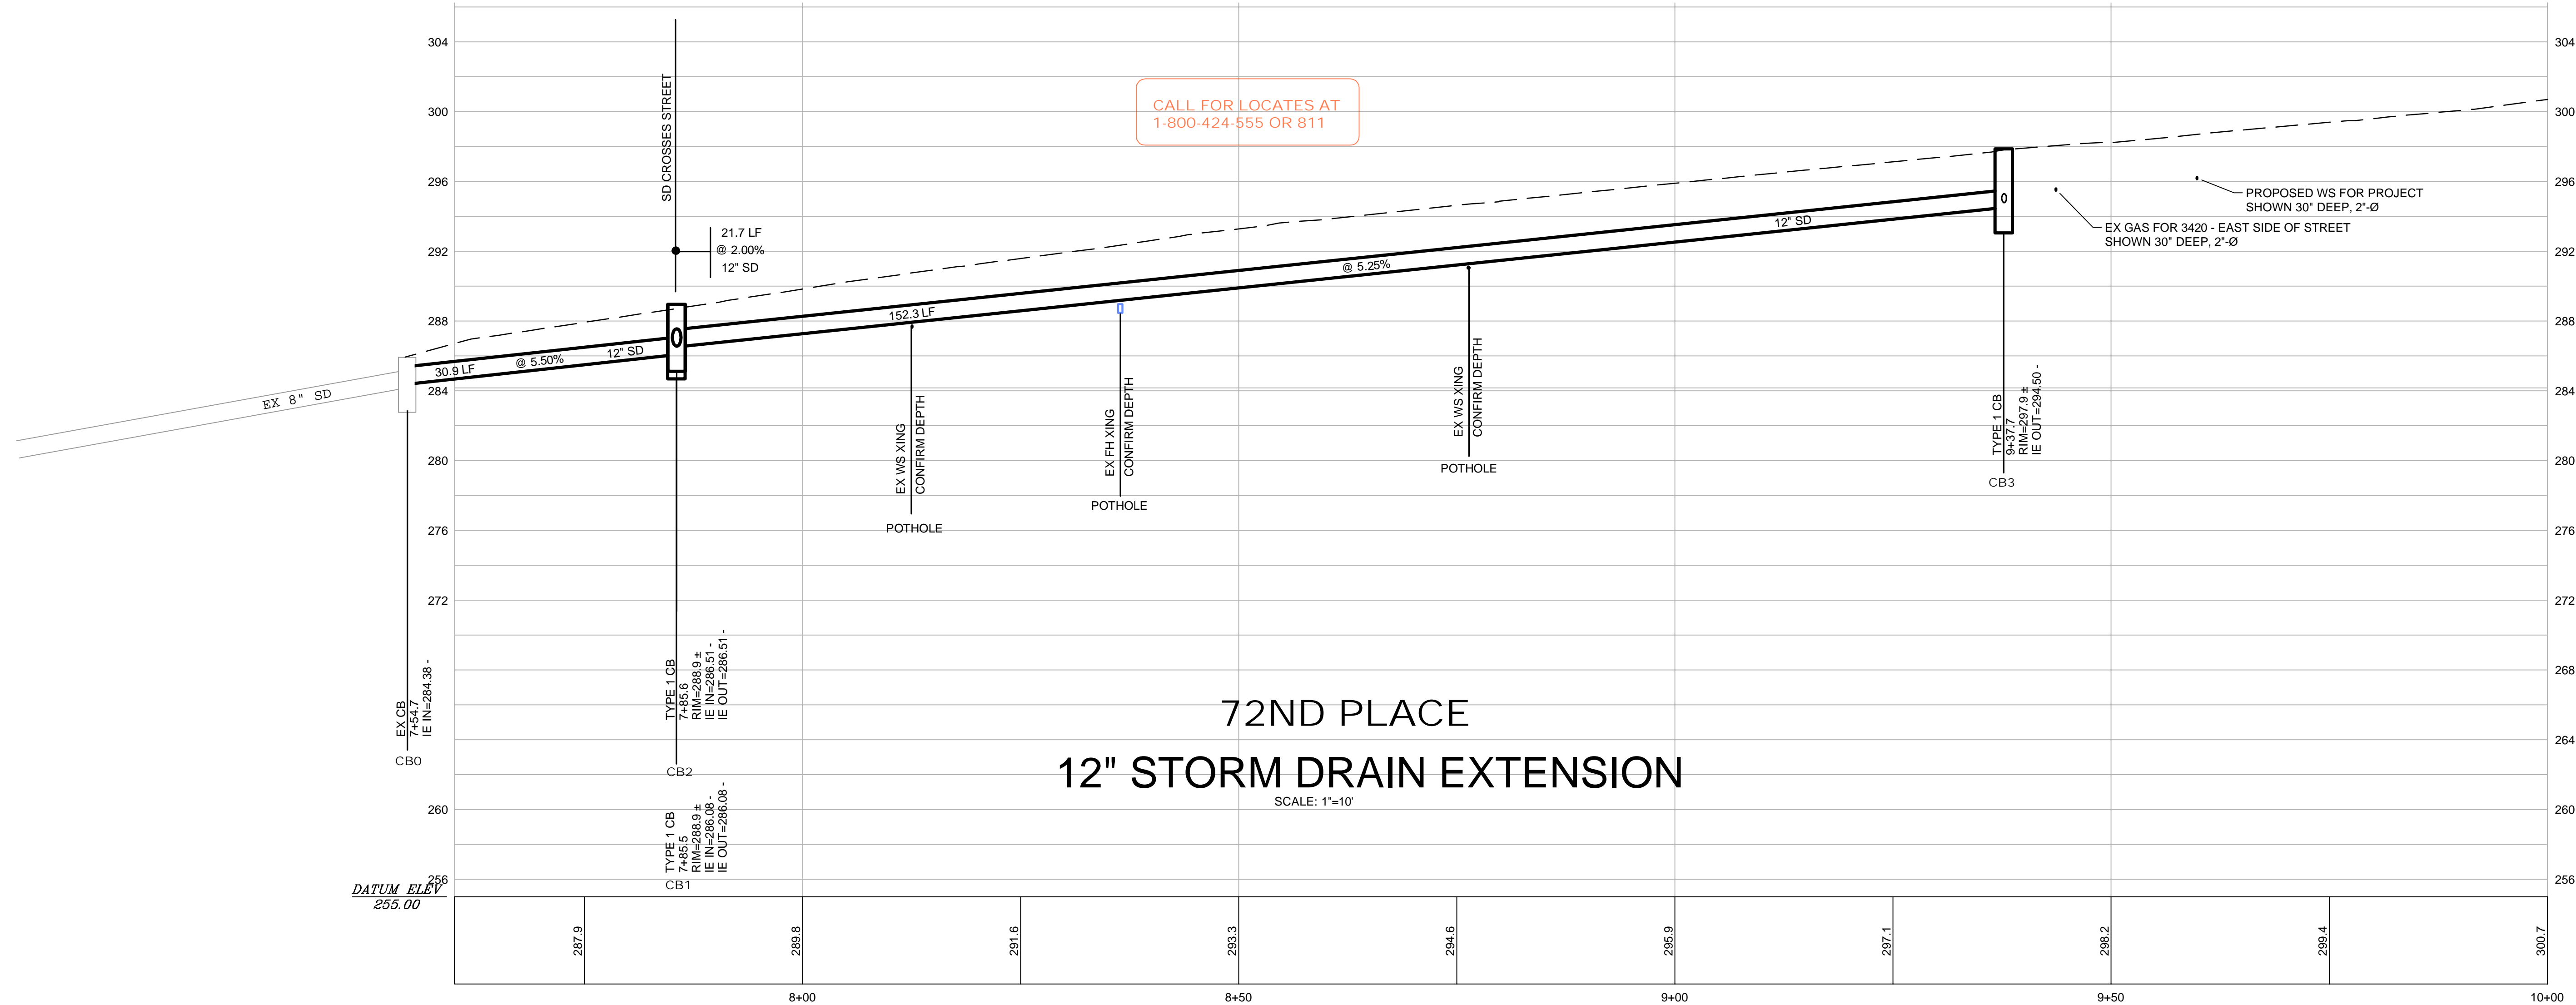 304
304
300
300
296
296
292
292
288
288
284
284
280
280
276
276
272
272
268
268
264
264
260
260
256
256
CALL FOR LOCATES AT
1-800-424-555 OR 811
SD CROSSES STREET
21.7 LF
@ 2.00%
12" SD
EX 8" SD
30.9 LF
@ 5.50%
12" SD
152.3 LF
@ 5.25%
12" SD
PROPOSED WS FOR PROJECT
SHOWN 30" DEEP, 2"-Ø
EX GAS FOR 3420 - EAST SIDE OF STREET
SHOWN 30" DEEP, 2"-Ø
EX WS XING
CONFIRM DEPTH
POTHOLE
EX FH XING
CONFIRM DEPTH
POTHOLE
EX WS XING
CONFIRM DEPTH
POTHOLE
TYPE 1 CB
9+37.7
RIM=297.9 ±
IE OUT=294.50 -
CB3
EX CB
7+54.7
IE IN=284.38 -
CB0
TYPE 1 CB
7+85.6
RIM=288.9 ±
IE IN=286.51 -
IE OUT=286.51 -
CB2
TYPE 1 CB
7+85.5
RIM=288.9 ±
IE IN=286.08 -
IE OUT=286.08 -
CB1
72ND PLACE
12" STORM DRAIN EXTENSION
SCALE: 1"=10'
DATUM ELEV
255.00
287.9
289.8
291.6
293.3
294.6
295.9
297.1
298.2
299.4
300.7
8+00
8+50
9+00
9+50
10+00